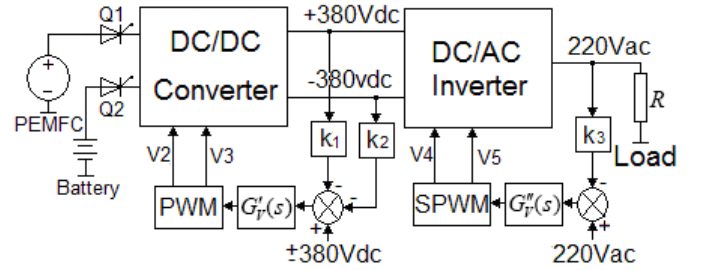 Q1
+380Vdc
DC/DC
Converter
DC/AC
Inverter
220Vac
-380vdc
Q2
PEMFC
R
k1
k2
k3
V2
V3
V4
V5
Load
Battery
PWM
G′V(s)
-
-
+
SPWM
G″V(s)
-
+
±380Vdc
220Vac